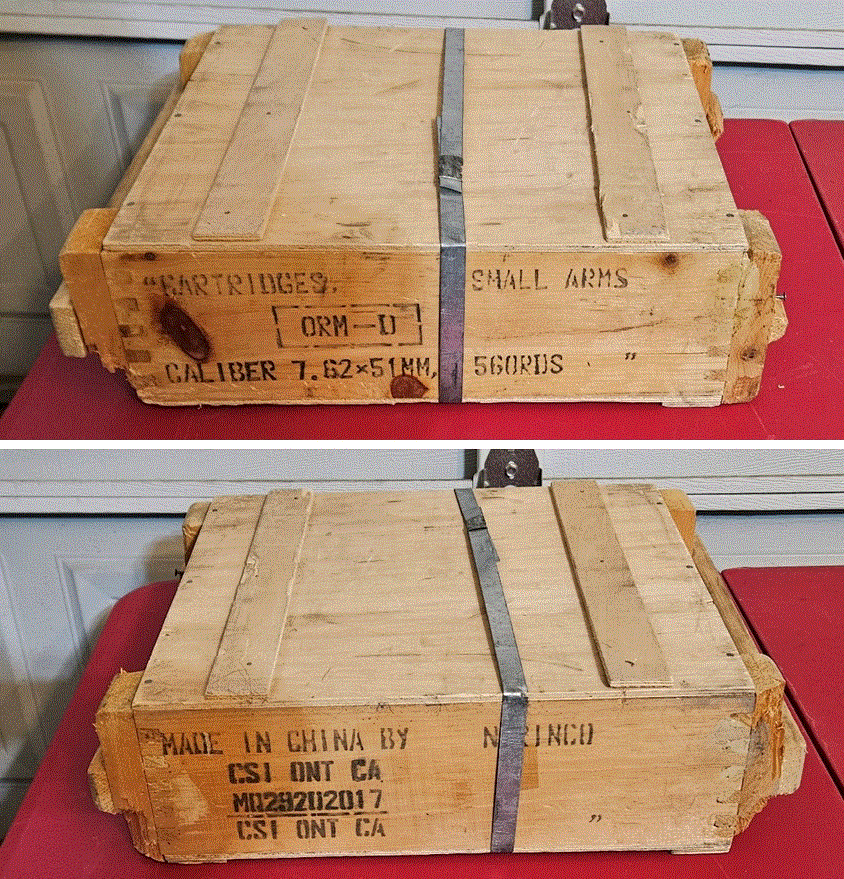 "CARTRIDGES. SMALL ARMS
ORM-D
CALIBER 7.62×51MM, 560RDS "
"MADE IN CHINA BY NORINCO
CSI ONT CA
MQ29202017
CSI ONT CA "